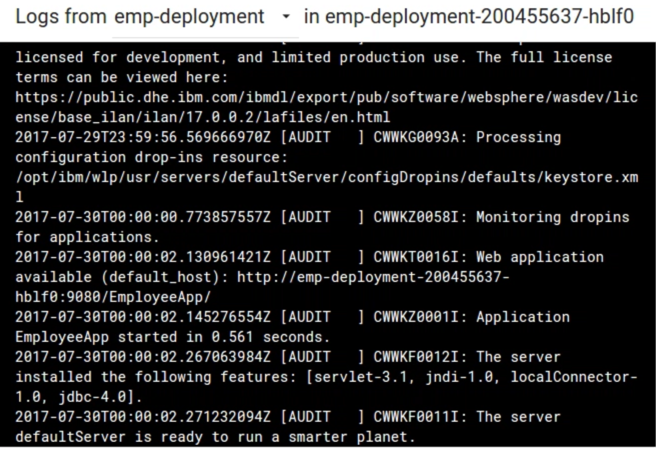 Logs from emp-deployment in emp-deployment-200455637-hblf0
licensed for development, and limited production use. The full license
terms can be viewed here:
https://public.dhe.ibm.com/ibmdl/export/pub/software/websphere/wasdev/lic
ense/base_ilan/ilan/17.0.0.2/lafiles/en.html
2017-07-29T23:59:56.569666970Z [AUDIT   ] CWWKG0093A: Processing
configuration drop-ins resource:
/opt/ibm/wlp/usr/servers/defaultServer/configDropins/defaults/keystore.xm
l
2017-07-30T00:00:00.773857557Z [AUDIT   ] CWWKZ0058I: Monitoring dropins
for applications.
2017-07-30T00:00:02.130961421Z [AUDIT   ] CWWKT0016I: Web application
available (default_host): http://emp-deployment-200455637-
hblf0:9080/EmployeeApp/
2017-07-30T00:00:02.145276554Z [AUDIT   ] CWWKZ0001I: Application
EmployeeApp started in 0.561 seconds.
2017-07-30T00:00:02.267063984Z [AUDIT   ] CWWKF0012I: The server
installed the following features: [servlet-3.1, jndi-1.0, localConnector-
1.0, jdbc-4.0].
2017-07-30T00:00:02.271232094Z [AUDIT   ] CWWKF0011I: The server
defaultServer is ready to run a smarter planet.